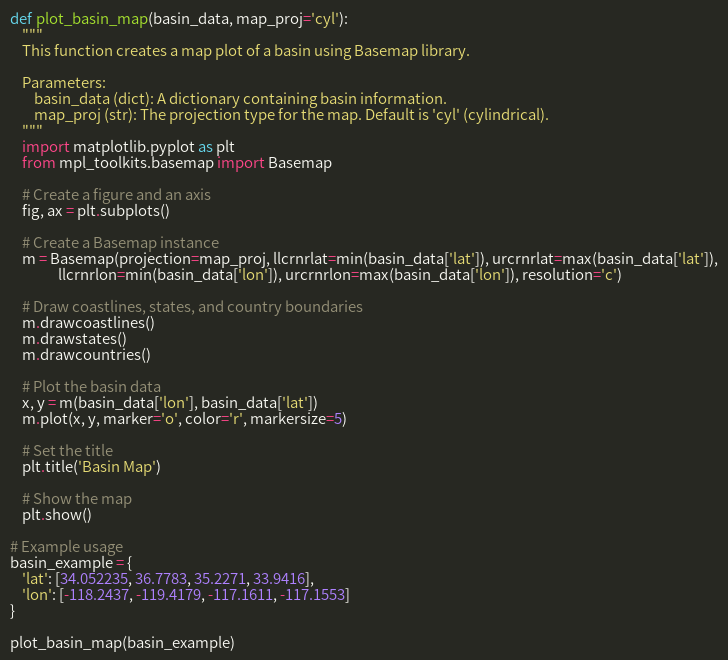 def plot_basin_map(basin_data, map_proj='cyl'):
"""
This function creates a map plot of a basin using Basemap library.
Parameters:
basin_data (dict): A dictionary containing basin information.
map_proj (str): The projection type for the map. Default is 'cyl' (cylindrical).
"""
import matplotlib.pyplot as plt
from mpl_toolkits.basemap import Basemap
# Create a figure and an axis
fig, ax = plt.subplots()
# Create a Basemap instance
m = Basemap(projection=map_proj, llcrnrlat=min(basin_data['lat']), urcrnrlat=max(basin_data['lat']),
llcrnrlon=min(basin_data['lon']), urcrnrlon=max(basin_data['lon']), resolution='c')
# Draw coastlines, states, and country boundaries
m.drawcoastlines()
m.drawstates()
m.drawcountries()
# Plot the basin data
x, y = m(basin_data['lon'], basin_data['lat'])
m.plot(x, y, marker='o', color='r', markersize=5)
# Set the title
plt.title('Basin Map')
# Show the map
plt.show()
# Example usage
basin_example = {
'lat': [34.052235, 36.7783, 35.2271, 33.9416],
'lon': [-118.2437, -119.4179, -117.1611, -117.1553]
}
plot_basin_map(basin_example)